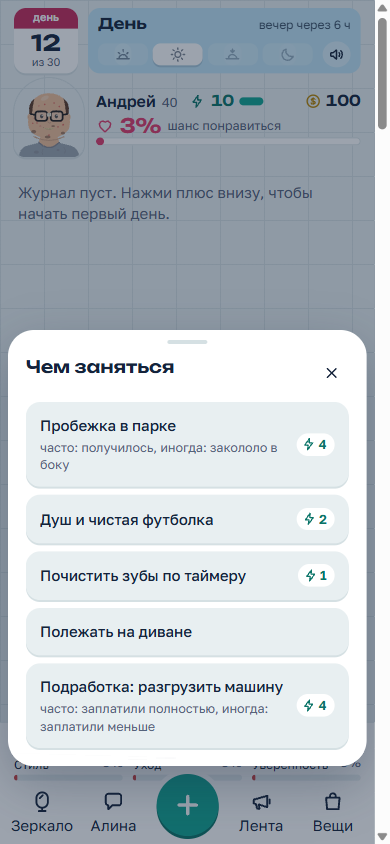 день
12
из 30
День
вечер через 6 ч
Андрей 40
10
100
3% шанс понравиться
Журнал пуст. Нажми плюс внизу, чтобы
начать первый день.
Чем заняться
Пробежка в парке
часто: получилось, иногда: закололо в
боку
4
Душ и чистая футболка
2
Почистить зубы по таймеру
1
Полежать на диване
Подработка: разгрузить машину
часто: заплатили полностью, иногда:
заплатили меньше
4
Стиль
Уход
Уверенность
Зеркало
Алина
Лента
Вещи